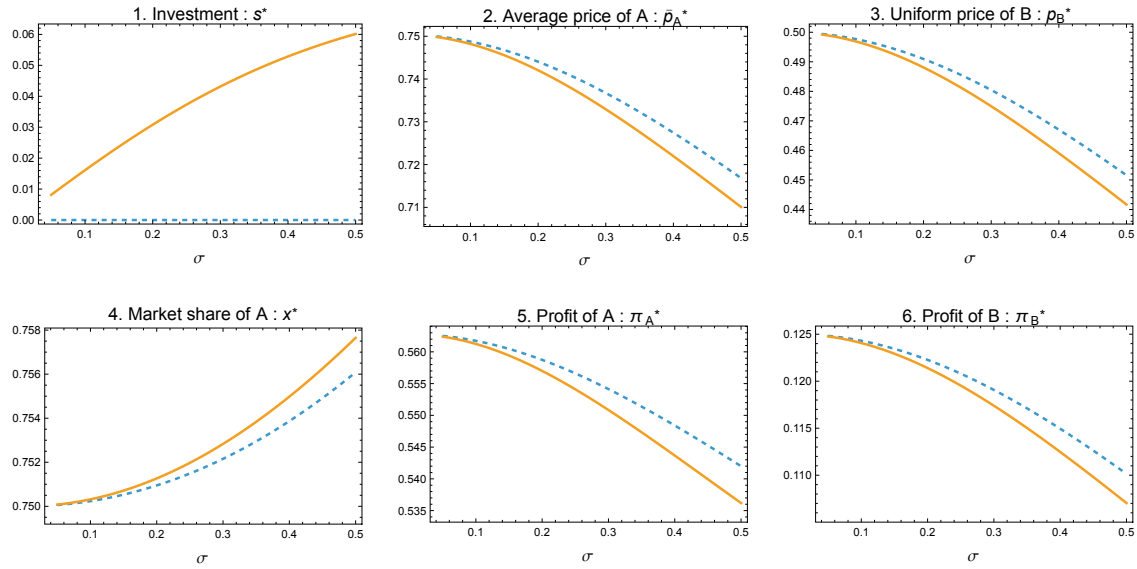 1. Investment : s*
0.06
0.05
0.04
0.03
0.02
0.01
0.00
0.1 0.2 0.3 0.4 0.5
σ
2. Average price of A : p̄_A*
0.75
0.74
0.73
0.72
0.71
0.1 0.2 0.3 0.4 0.5
σ
3. Uniform price of B : p_B*
0.50
0.49
0.48
0.47
0.46
0.45
0.44
0.1 0.2 0.3 0.4 0.5
σ
4. Market share of A : x*
0.758
0.756
0.754
0.752
0.750
0.1 0.2 0.3 0.4 0.5
σ
5. Profit of A : π_A*
0.560
0.555
0.550
0.545
0.540
0.535
0.1 0.2 0.3 0.4 0.5
σ
6. Profit of B : π_B*
0.125
0.120
0.115
0.110
0.1 0.2 0.3 0.4 0.5
σ